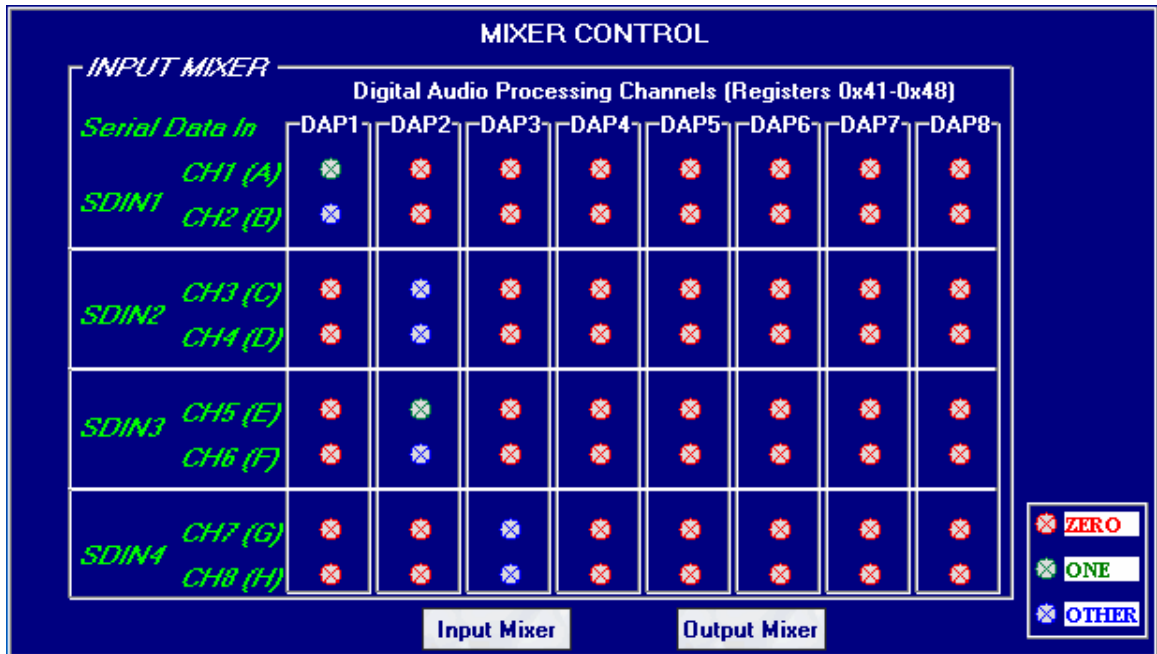 MIXER CONTROL
INPUT MIXER
Digital Audio Processing Channels (Registers 0x41-0x48)
Serial Data In DAP1 DAP2 DAP3 DAP4 DAP5 DAP6 DAP7 DAP8
CH1 (A)
SDIN1
CH2 (B)
CH3 (C)
SDIN2
CH4 (D)
CH5 (E)
SDIN3
CH6 (F)
CH7 (G)
SDIN4
CH8 (H)
ZERO
ONE
OTHER
Input Mixer Output Mixer